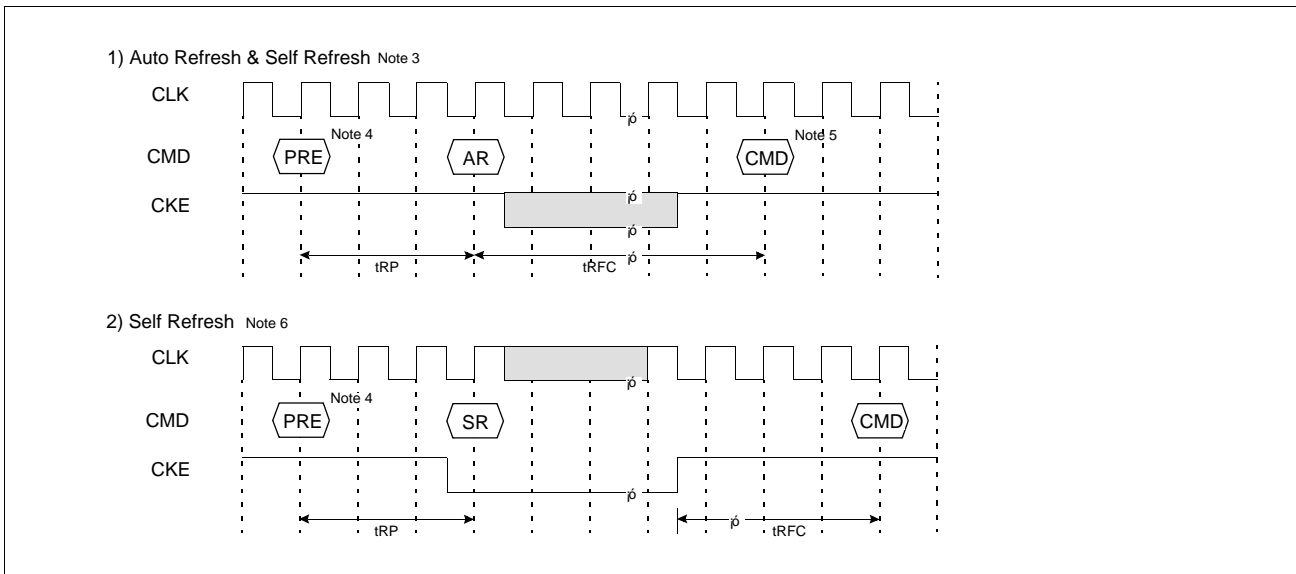 1) Auto Refresh & Self Refresh Note 3
CLK
CMD
PRE
Note 4
AR
CMD
Note 5
CKE
tRP
tRFC
2) Self Refresh Note 6
CLK
CMD
PRE
Note 4
SR
CMD
CKE
tRP
tRFC